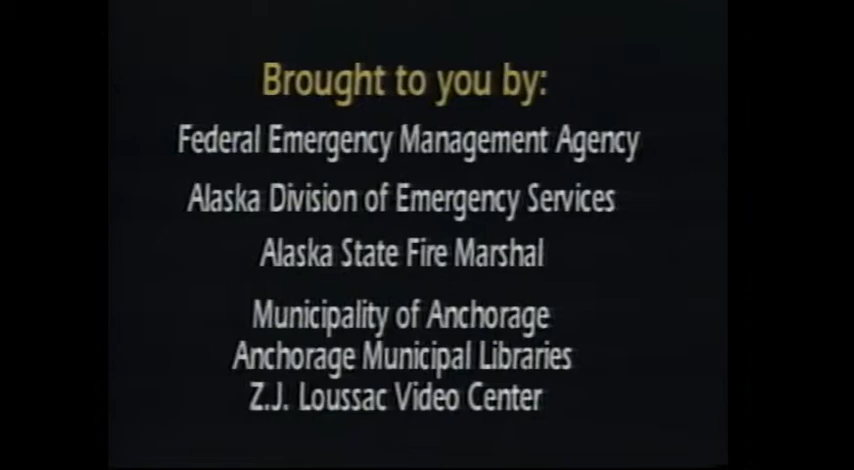 Brought to you by:
Federal Emergency Management Agency
Alaska Division of Emergency Services
Alaska State Fire Marshal
Municipality of Anchorage
Anchorage Municipal Libraries
Z.J. Loussac Video Center